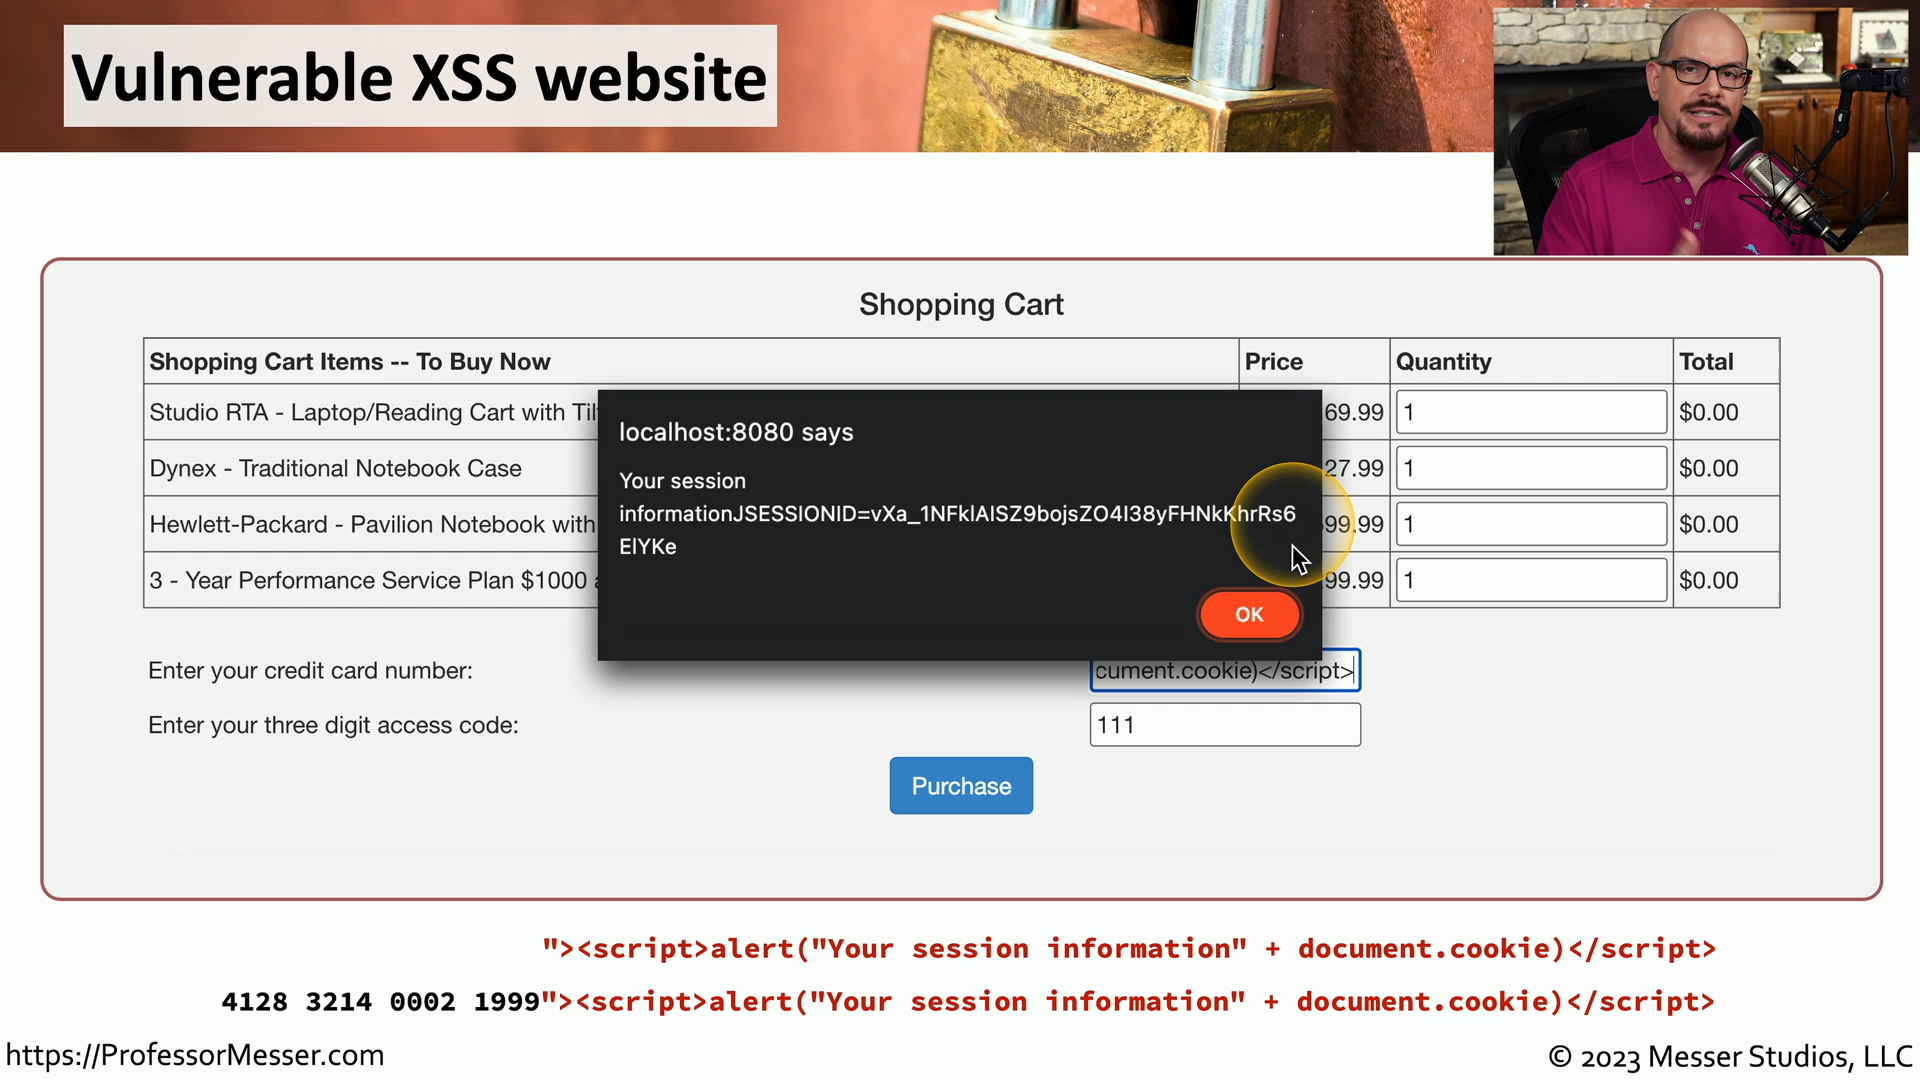 Vulnerable XSS website
Shopping Cart
Shopping Cart Items -- To Buy Now Price Quantity Total
Studio RTA - Laptop/Reading Cart with Til 69.99 1 $0.00
Dynex - Traditional Notebook Case 27.99 1 $0.00
Hewlett-Packard - Pavilion Notebook with 99.99 1 $0.00
3 - Year Performance Service Plan $1000 a 99.99 1 $0.00
localhost:8080 says
Your session
informationJSESSIONID=vXa_1NFklAlSZ9bojsZO4I38yFHNkKhrRs6
ElYKe
OK
Enter your credit card number: cument.cookie)</script>
Enter your three digit access code: 111
Purchase
"><script>alert("Your session information" + document.cookie)</script>
4128 3214 0002 1999"><script>alert("Your session information" + document.cookie)</script>
https://ProfessorMesser.com
© 2023 Messer Studios, LLC